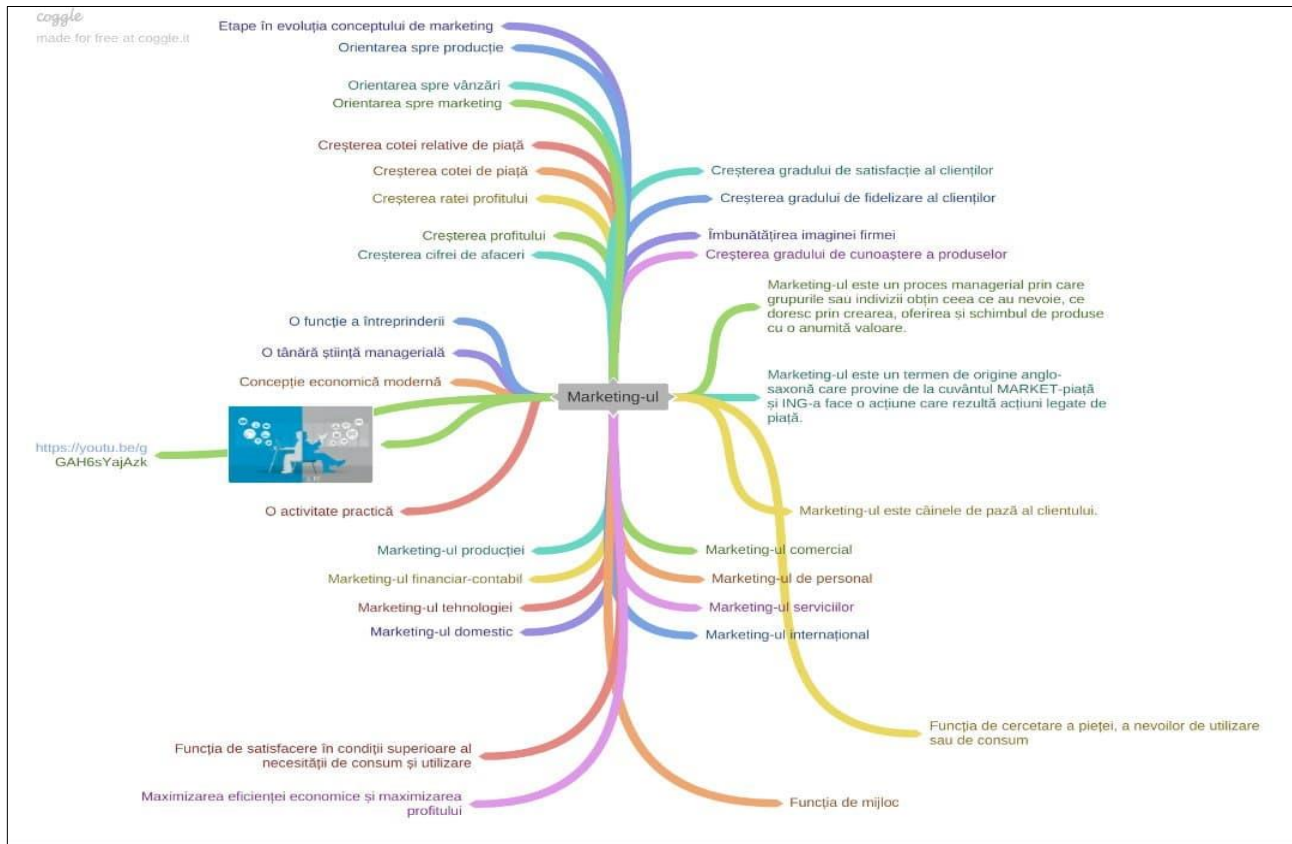 coggle
made for free at coggle.it
Etape în evoluția conceptului de marketing
Orientarea spre producție
Orientarea spre vânzări
Orientarea spre marketing
Creșterea cotei relative de piață
Creșterea cotei de piață
Creșterea ratei profitului
Creșterea profitului
Creșterea cifrei de afaceri
Creșterea gradului de satisfacție al clienților
Creșterea gradului de fidelizare al clienților
Îmbunătățirea imaginei firmei
Creșterea gradului de cunoaștere a produselor
Marketing-ul este un proces managerial prin care
grupurile sau indivizii obțin ceea ce au nevoie, ce
doresc prin crearea, oferirea și schimbul de produse
cu o anumită valoare.
O funcție a întreprinderii
O tânără știință managerială
Concepție economică modernă
Marketing-ul
Marketing-ul este un termen de origine anglo-
saxonă care provine de la cuvântul MARKET-piață
și ING-a face o acțiune care rezultă acțiuni legate de
piață.
https://youtu.be/g
GAH6sYajAzk
O activitate practică
Marketing-ul este câinele de pază al clientului.
Marketing-ul producției
Marketing-ul financiar-contabil
Marketing-ul tehnologiei
Marketing-ul domestic
Marketing-ul comercial
Marketing-ul de personal
Marketing-ul serviciilor
Marketing-ul internațional
Funcția de cercetare a pieței, a nevoilor de utilizare
sau de consum
Funcția de satisfacere în condiții superioare al
necesității de consum și utilizare
Maximizarea eficienței economice și maximizarea
profitului
Funcția de mijloc